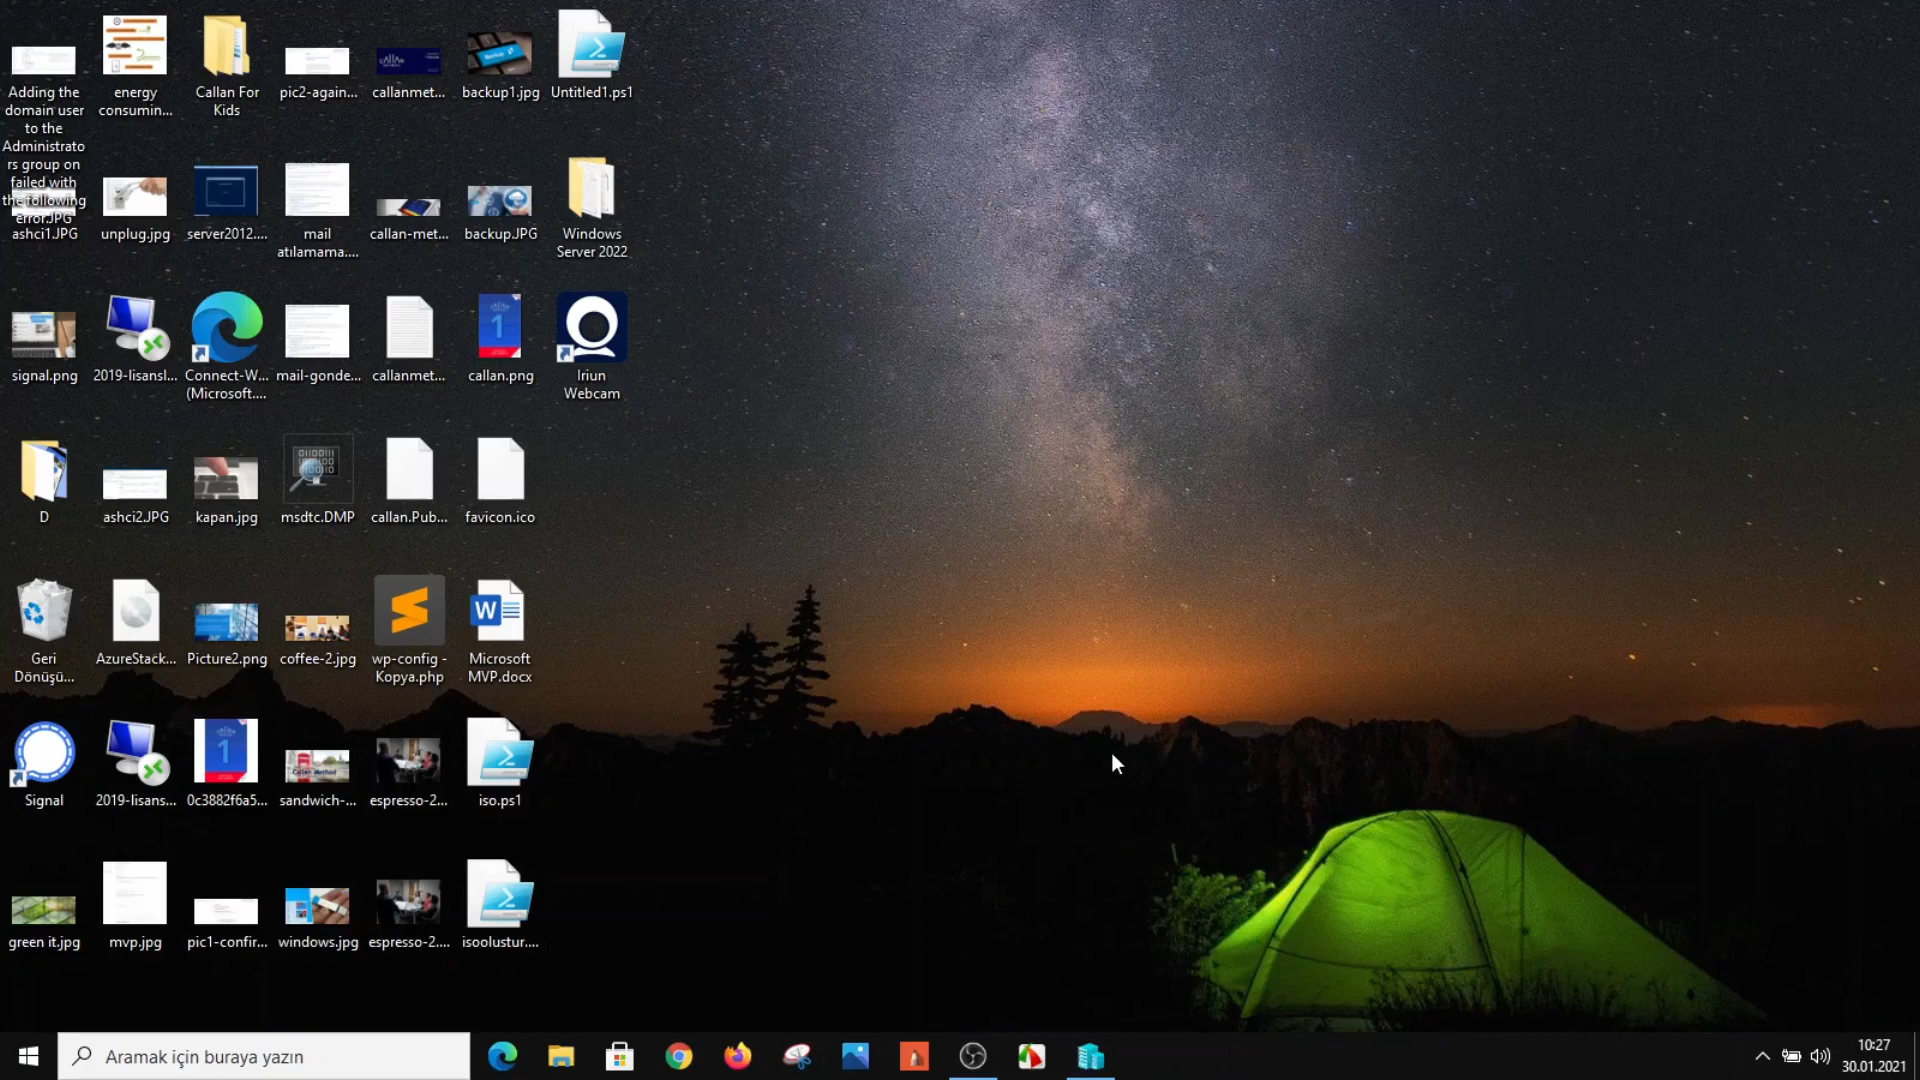 Adding the
domain user
to the
Administrato
rs group on
failed with
the following
error.JPG
energy
consumin...
Callan For
Kids
pic2-again...
callanmet...
backup1.jpg
Untitled1.ps1
ashci1.JPG
unplug.jpg
server2012....
mail
atılamama....
callan-met...
backup.JPG
Windows
Server 2022
signal.png
2019-lisansl...
Connect-W...
(Microsoft....
mail-gonde...
callanmet...
callan.png
Iriun
Webcam
D
ashci2.JPG
kapan.jpg
msdtc.DMP
callan.Pub...
favicon.ico
Geri
Dönüşü...
AzureStack...
Picture2.png
coffee-2.jpg
wp-config -
Kopya.php
Microsoft
MVP.docx
Signal
2019-lisans...
0c3882f6a5...
sandwich-...
espresso-2...
iso.ps1
green it.jpg
mvp.jpg
pic1-confir...
windows.jpg
espresso-2....
isoolustur....
Aramak için buraya yazın
10:27
30.01.2021